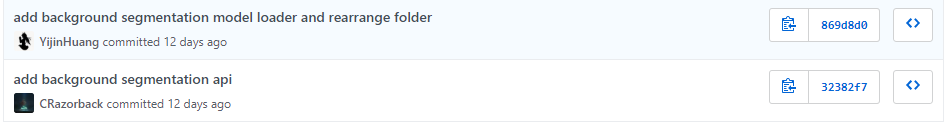 add background segmentation model loader and rearrange folder
869d8d0
YijinHuang committed 12 days ago
add background segmentation api
32382f7
CRazorback committed 12 days ago